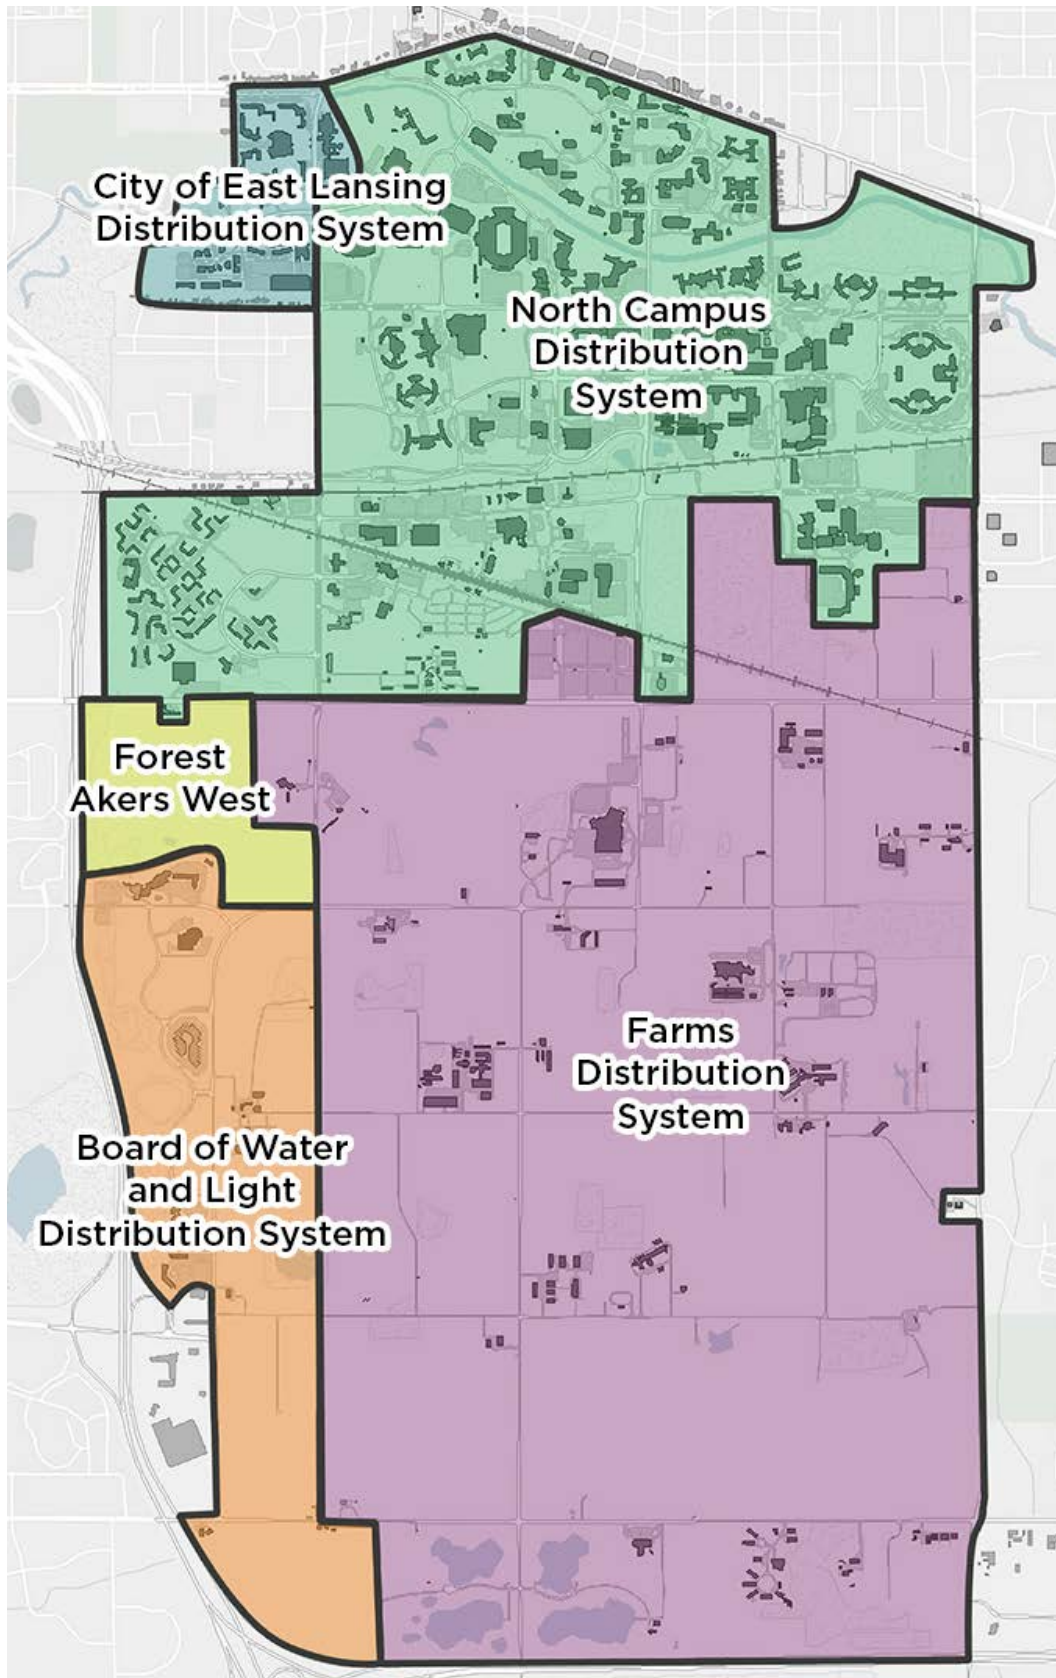 City of East Lansing
Distribution System
North Campus
Distribution
System
Forest
Akers West
Farms
Distribution
System
Board of Water
and Light
Distribution System